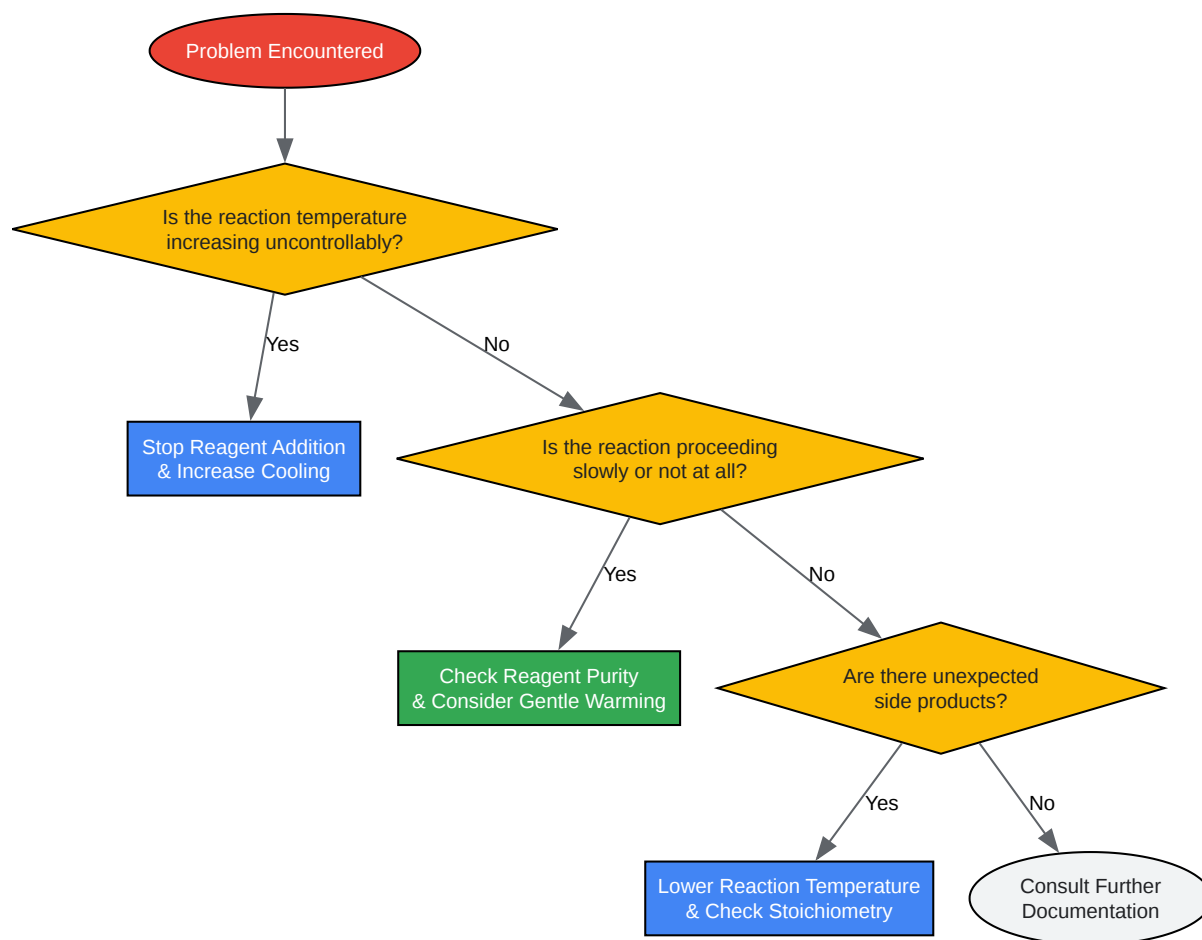 Problem Encountered
Is the reaction temperature
increasing uncontrollably?
Yes
No
Stop Reagent Addition
& Increase Cooling
Is the reaction proceeding
slowly or not at all?
Yes
No
Check Reagent Purity
& Consider Gentle Warming
Are there unexpected
side products?
Yes
No
Lower Reaction Temperature
& Check Stoichiometry
Consult Further
Documentation